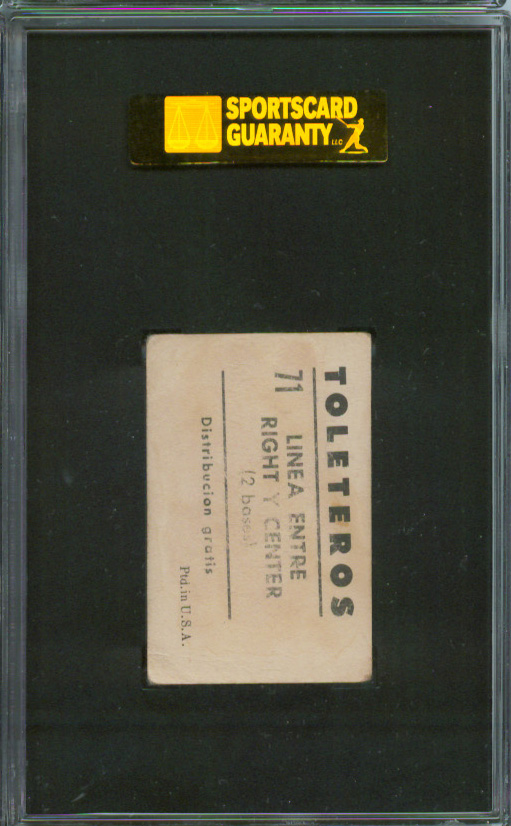 SPORTSCARD
GUARANTY LLC
TOLETEROS
71 LINEA ENTRE
RIGHT Y CENTER
(2 bases)
Distribucion gratis
Ptd. in U.S.A.